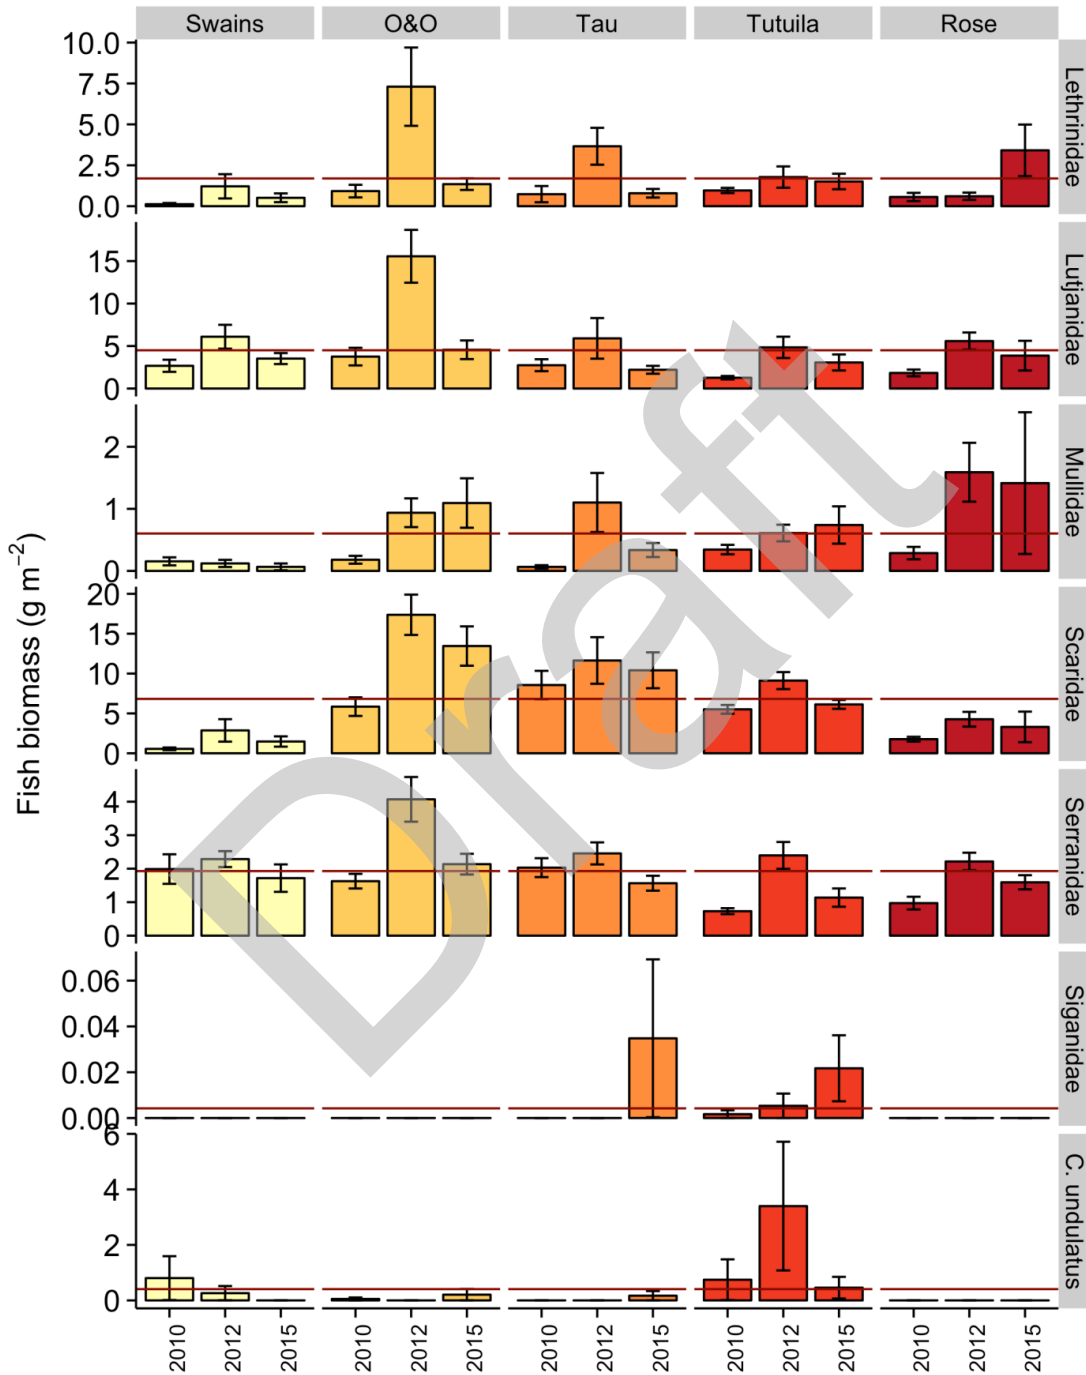 Swains O&O Tau Tutuila Rose
Fish biomass (g m⁻²)
10.0
7.5
5.0
2.5
0.0
Lethrinidae
15
10
5
0
Lutjanidae
2
1
0
Mullidae
20
15
10
5
0
Scaridae
4
3
2
1
0
Serranidae
0.06
0.04
0.02
0.00
Siganidae
6
4
2
0
C. undulatus
2010 2012 2015 2010 2012 2015 2010 2012 2015 2010 2012 2015 2010 2012 2015
Draft